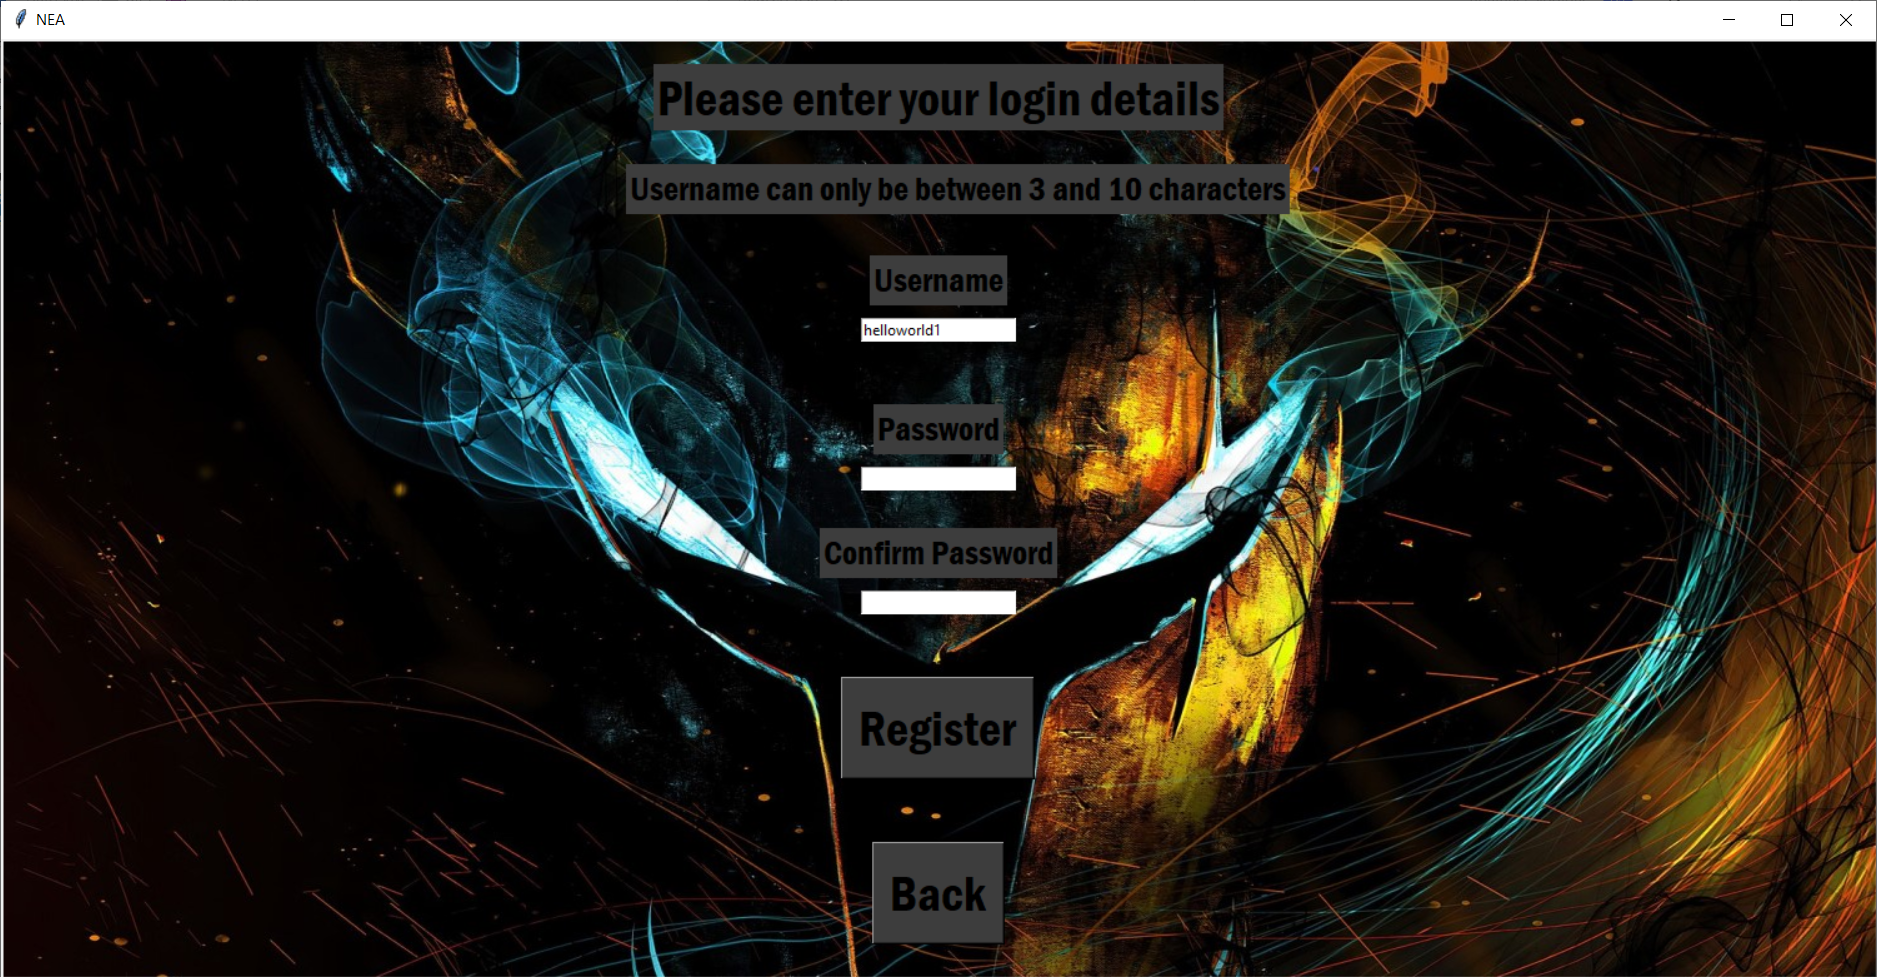 NEA
Please enter your login details
Username can only be between 3 and 10 characters
Username
helloworld1
Password
Confirm Password
Register
Back